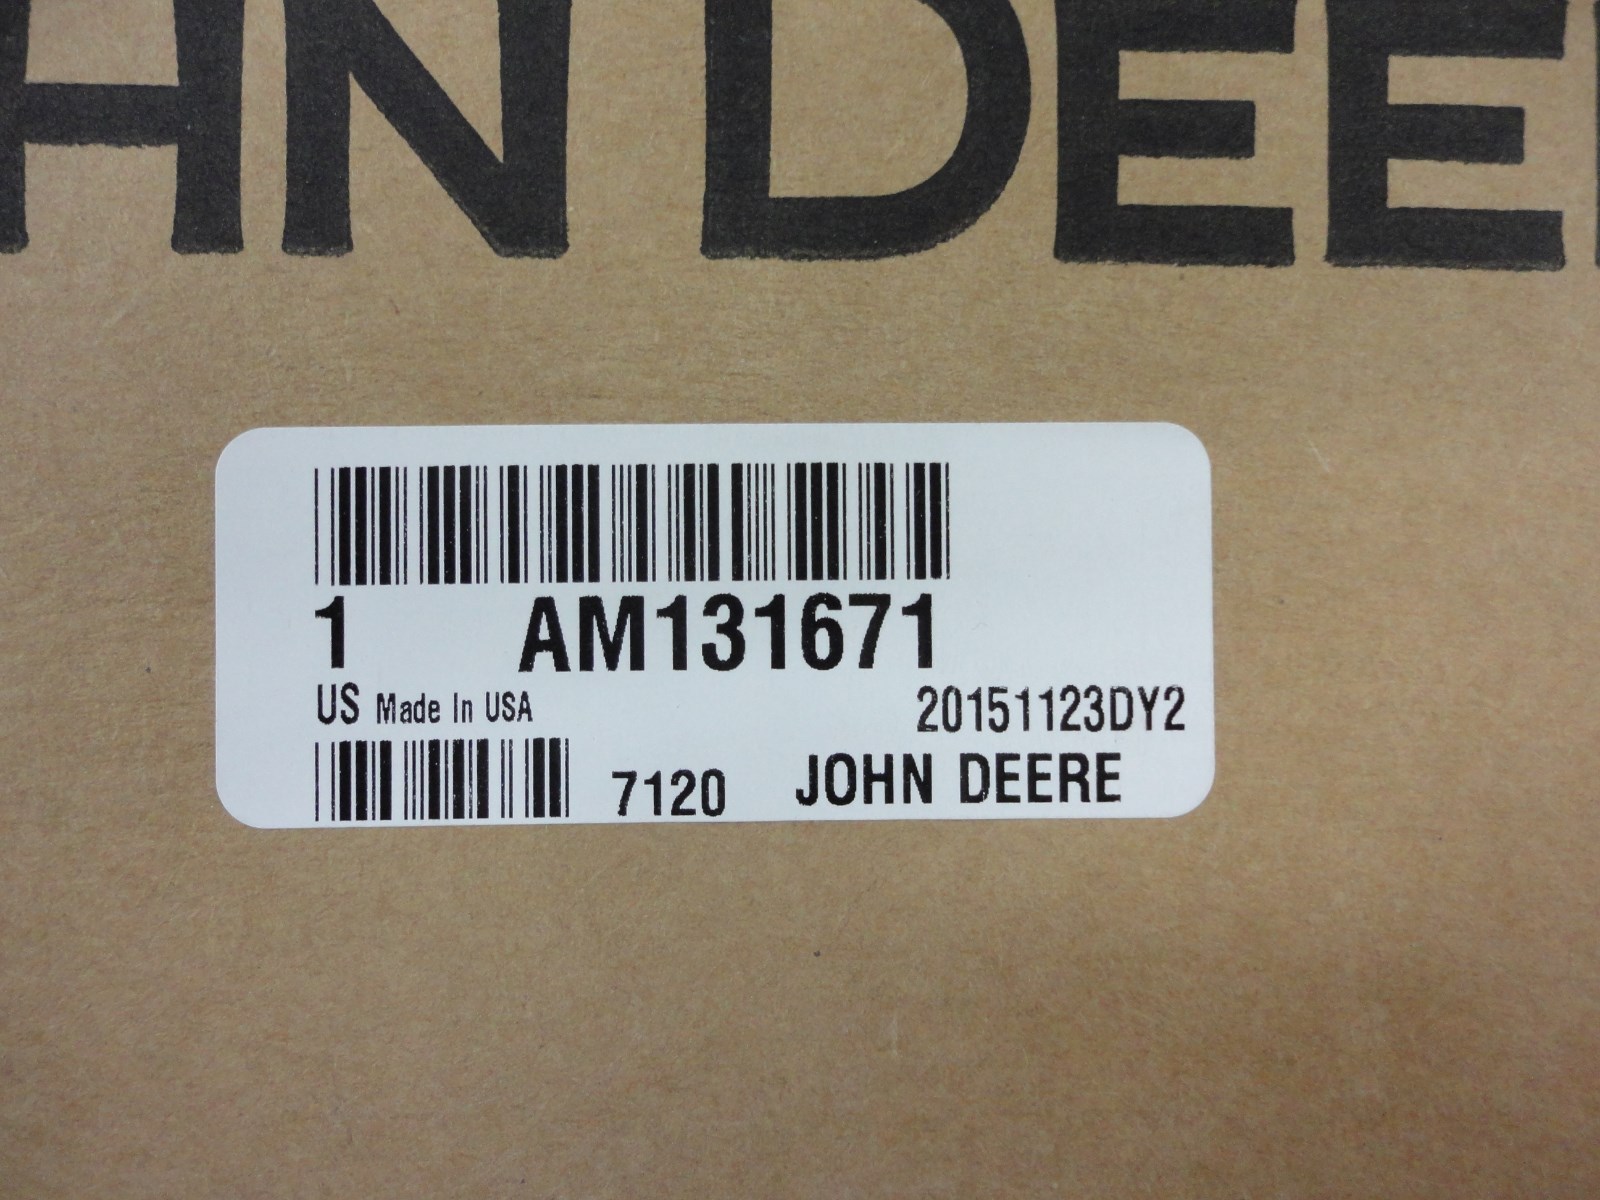 HN DEE
1 AM131671
US Made In USA 20151123DY2
7120 JOHN DEERE